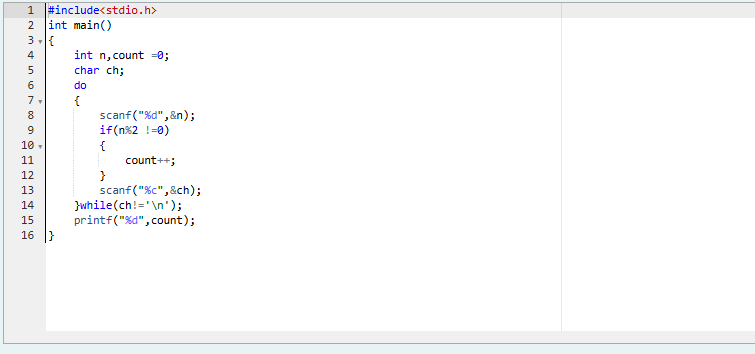 1 #include<stdio.h>
2 int main()
3 {
4     int n,count =0;
5     char ch;
6     do
7     {
8         scanf("%d",&n);
9         if(n%2 !=0)
10         {
11             count++;
12         }
13         scanf("%c",&ch);
14     }while(ch!='\n');
15     printf("%d",count);
16 }